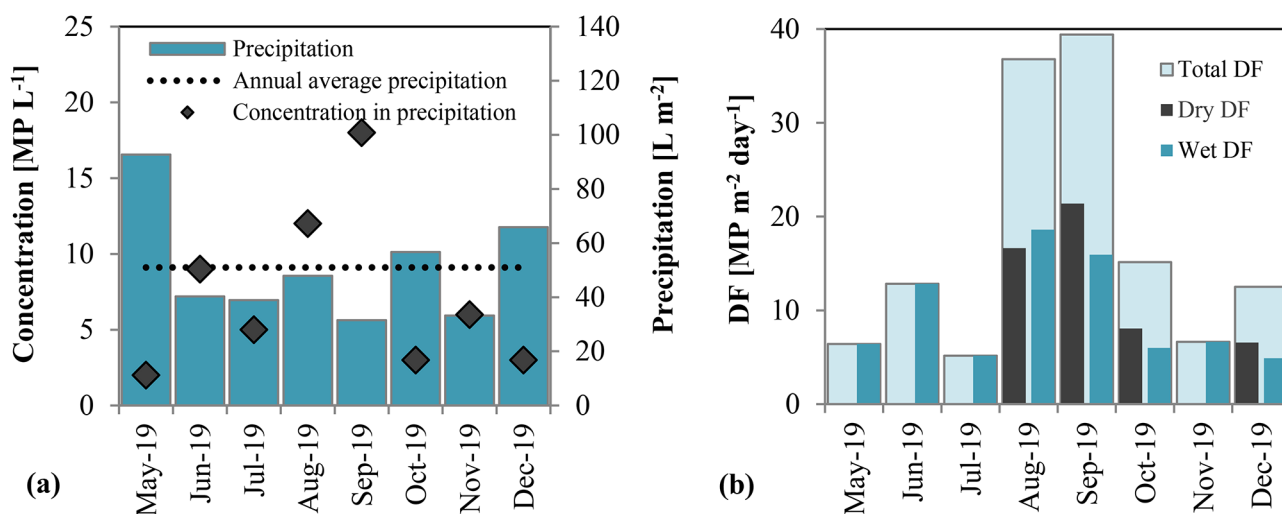 25
20
15
10
5
0
Concentration [MP L⁻¹]
Precipitation
Annual average precipitation
Concentration in precipitation
140
120
100
80
60
40
20
0
Precipitation [L m⁻²]
May-19
Jun-19
Jul-19
Aug-19
Sep-19
Oct-19
Nov-19
Dec-19
(a)
40
30
20
10
0
DF [MP m⁻² day⁻¹]
Total DF
Dry DF
Wet DF
May-19
Jun-19
Jul-19
Aug-19
Sep-19
Oct-19
Nov-19
Dec-19
(b)